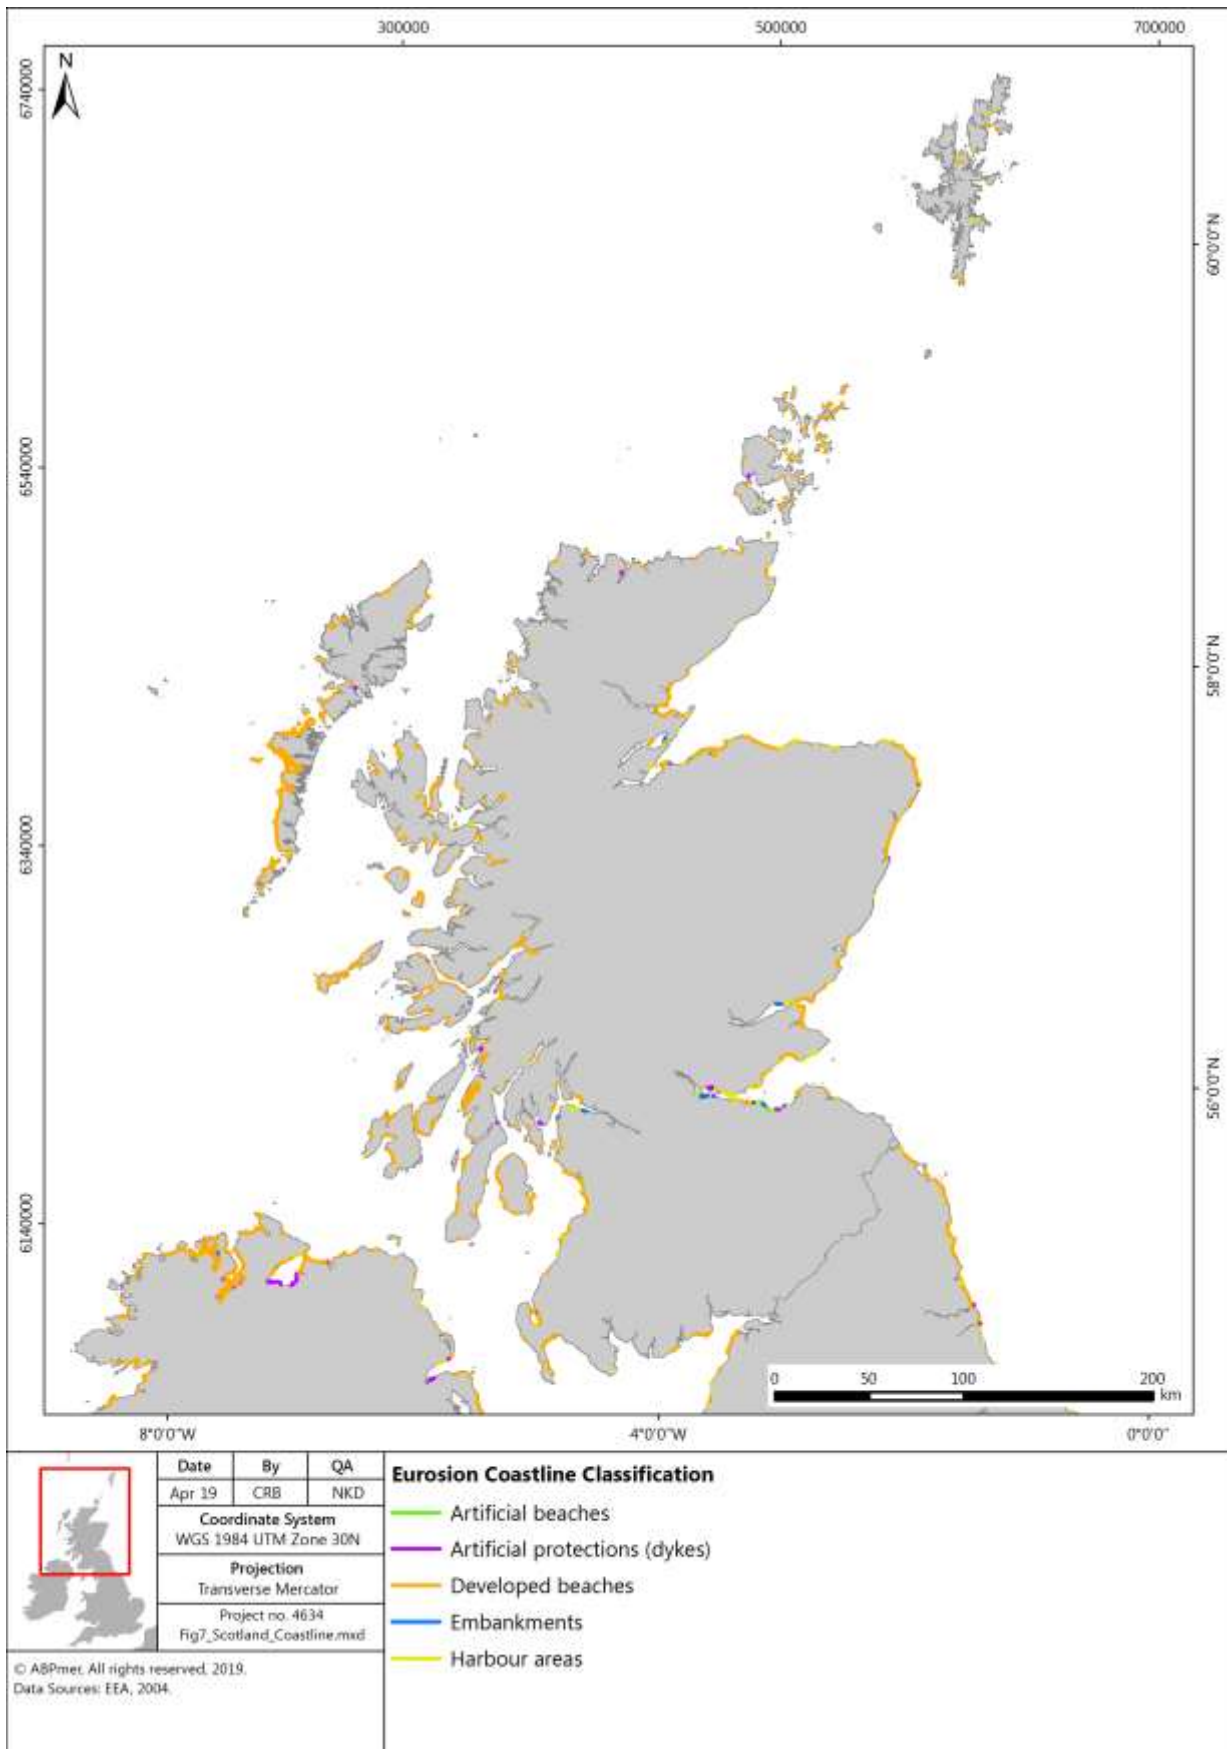 300000 500000 700000
N
6740000
60°0'0"N
6540000
58°0'0"N
6340000
56°0'0"N
6140000
0 50 100 200
km
8°0'0"W 4°0'0"W 0°0'0"
Date By QA
Apr 19 CRB NKD
Coordinate System
WGS 1984 UTM Zone 30N
Projection
Transverse Mercator
Project no. 4634
Fig7_Scotland_Coastline.mxd
© ABPmer. All rights reserved, 2019.
Data Sources: EEA, 2004.
Eurosion Coastline Classification
Artificial beaches
Artificial protections (dykes)
Developed beaches
Embankments
Harbour areas